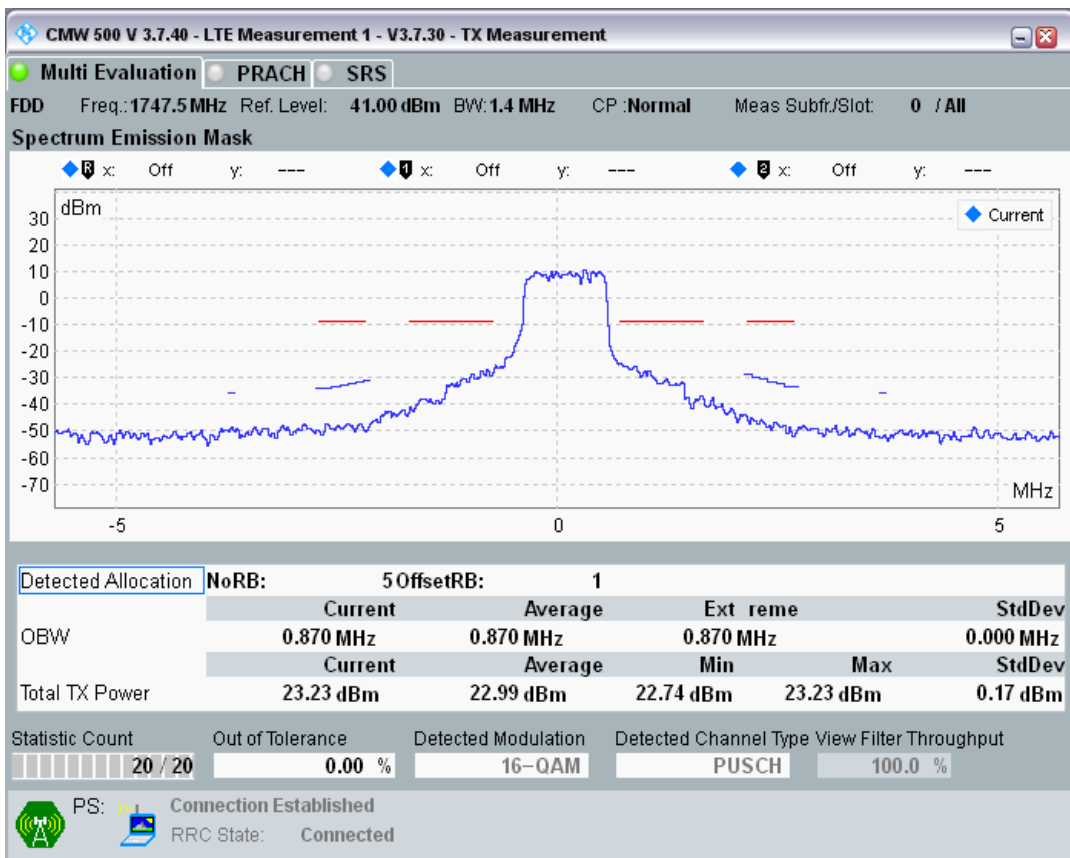 CMW 500 V 3.7.40 - LTE Measurement 1 - V3.7.30 - TX Measurement
Multi Evaluation PRACH SRS
FDD Freq.: 1747.5 MHz Ref. Level: 41.00 dBm BW: 1.4 MHz CP : Normal Meas Subfr./Slot: 0 / All
Spectrum Emission Mask
R x: Off y: --- 1 x: Off y: --- 2 x: Off y: ---
dBm
Current
30
20
10
0
-10
-20
-30
-40
-50
-60
-70
MHz
-5 0 5
Detected Allocation NoRB: 5 OffsetRB: 1
Current Average Ext reme StdDev
OBW 0.870 MHz 0.870 MHz 0.870 MHz 0.000 MHz
Current Average Min Max StdDev
Total TX Power 23.23 dBm 22.99 dBm 22.74 dBm 23.23 dBm 0.17 dBm
Statistic Count Out of Tolerance Detected Modulation Detected Channel Type View Filter Throughput
20 / 20 0.00 % 16-QAM PUSCH 100.0 %
PS: Connection Established
RRC State: Connected